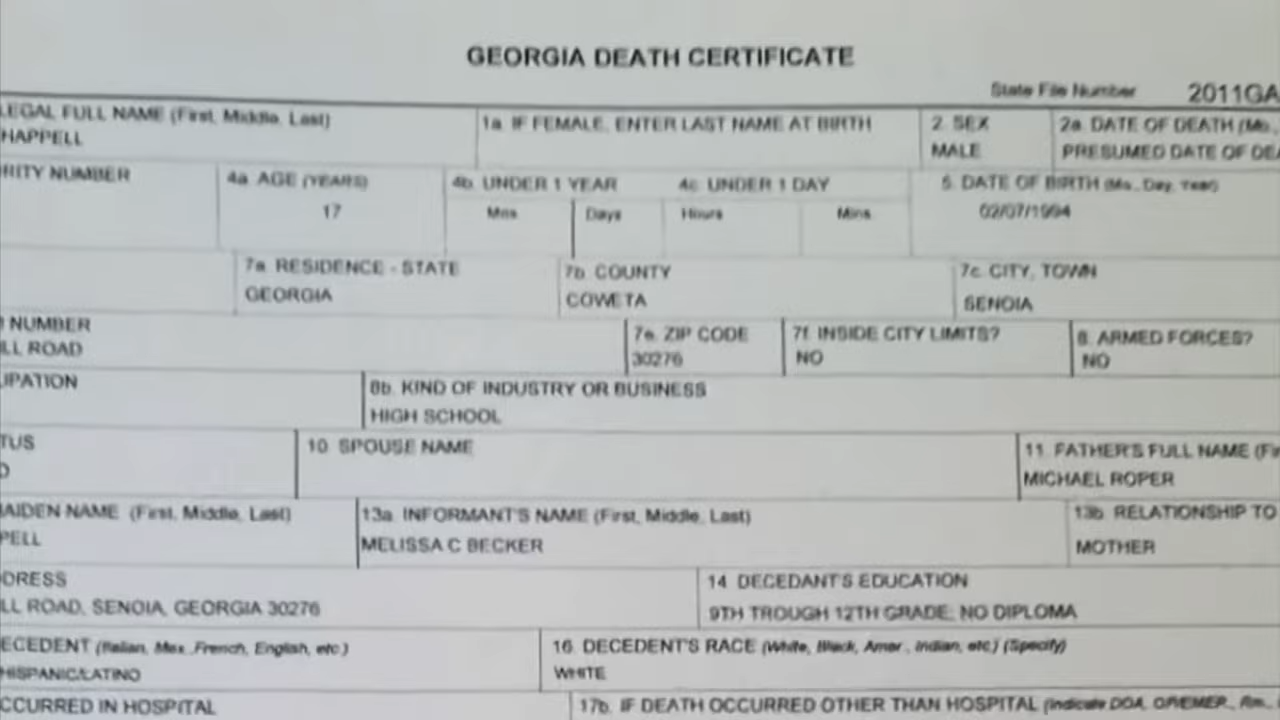 GEORGIA DEATH CERTIFICATE
State File Number 2011GA
LEGAL FULL NAME (First, Middle, Last)
HAPPELL
1a. IF FEMALE, ENTER LAST NAME AT BIRTH
2. SEX
MALE
2a. DATE OF DEATH (Mo.,
PRESUMED DATE OF DEA
RITY NUMBER
4a. AGE (YEARS)
17
4b. UNDER 1 YEAR
Mos Days
4c. UNDER 1 DAY
Hours Mins
5. DATE OF BIRTH (Mo., Day, Year)
02/07/1994
7a. RESIDENCE - STATE
GEORGIA
7b. COUNTY
COWETA
7c. CITY, TOWN
SENOIA
NUMBER
LL ROAD
7e. ZIP CODE
30276
7f. INSIDE CITY LIMITS?
NO
8. ARMED FORCES?
NO
UPATION
8b. KIND OF INDUSTRY OR BUSINESS
HIGH SCHOOL
TUS
D
10. SPOUSE NAME
11. FATHER'S FULL NAME (Fir
MICHAEL ROPER
AIDEN NAME (First, Middle, Last)
PELL
13a. INFORMANT'S NAME (First, Middle, Last)
MELISSA C BECKER
13b. RELATIONSHIP TO
MOTHER
DRESS
LL ROAD, SENOIA, GEORGIA 30276
14. DECEDANT'S EDUCATION
9TH TROUGH 12TH GRADE; NO DIPLOMA
ECEDENT (Italian, Mex., French, English, etc.)
HISPANIC/LATINO
16. DECEDENT'S RACE (White, Black, Amer., Indian, etc.) (Specify)
WHITE
CCURRED IN HOSPITAL
17b. IF DEATH OCCURRED OTHER THAN HOSPITAL (Indicate DOA, OP/EMER., Rm.,